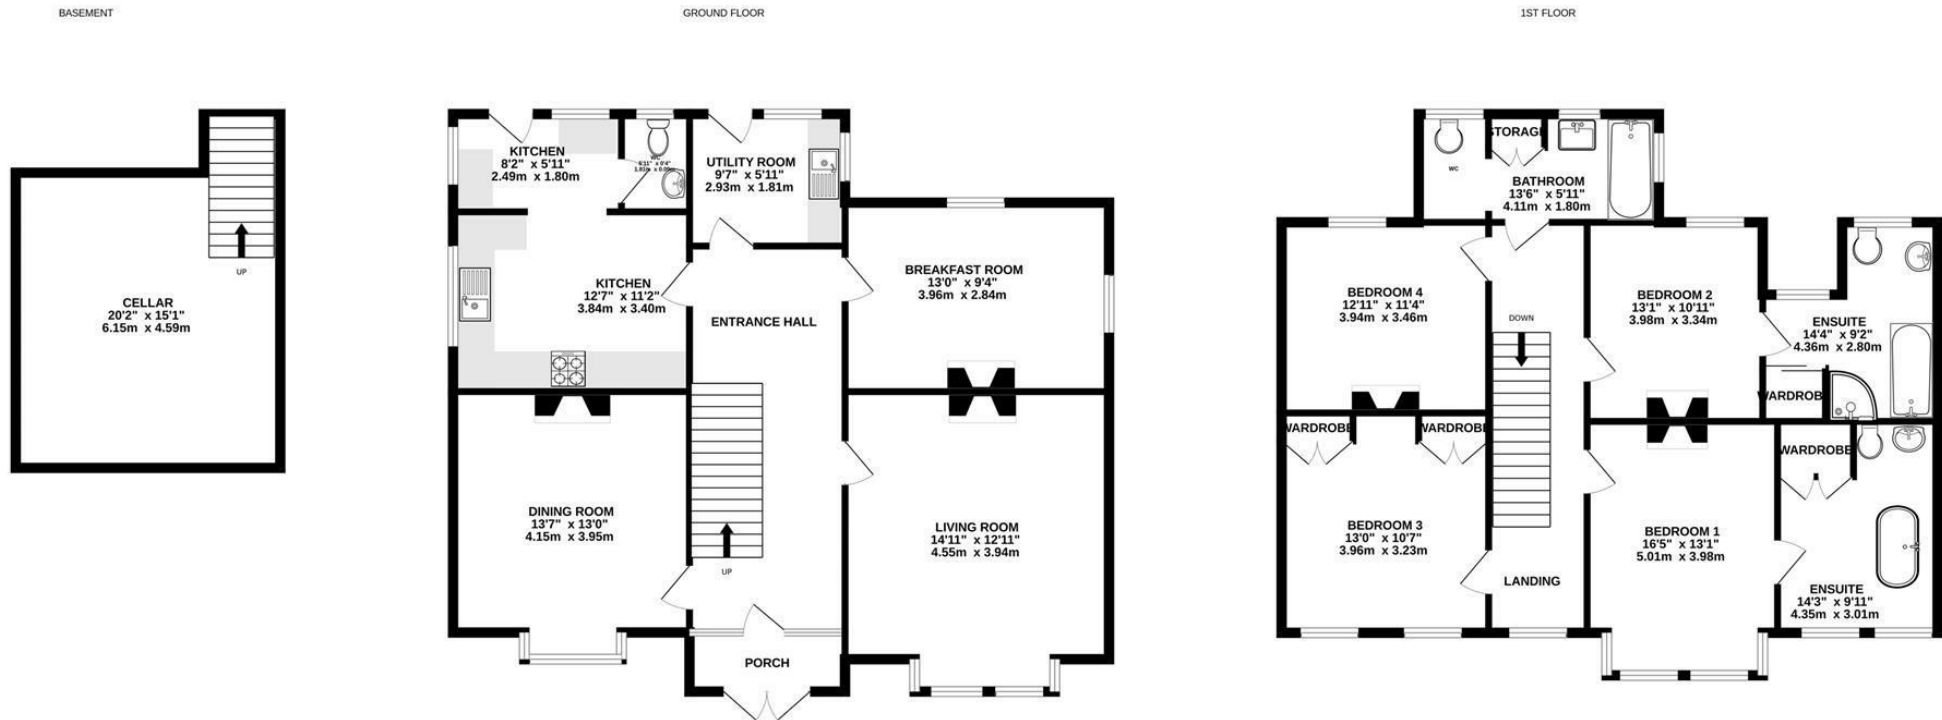 BASEMENT
GROUND FLOOR
1ST FLOOR
CELLAR
20'2" x 15'1"
6.15m x 4.59m
UP
KITCHEN
8'2" x 5'11"
2.49m x 1.80m
WC
UTILITY ROOM
9'7" x 5'11"
2.93m x 1.81m
KITCHEN
12'7" x 11'2"
3.84m x 3.40m
ENTRANCE HALL
BREAKFAST ROOM
13'0" x 9'4"
3.96m x 2.84m
DINING ROOM
13'7" x 13'0"
4.15m x 3.95m
UP
LIVING ROOM
14'11" x 12'11"
4.55m x 3.94m
PORCH
WC
STORAGE
BATHROOM
13'6" x 5'11"
4.11m x 1.80m
BEDROOM 4
12'11" x 11'4"
3.94m x 3.46m
DOWN
BEDROOM 2
13'1" x 10'11"
3.98m x 3.34m
ENSUITE
14'4" x 9'2"
4.36m x 2.80m
WARDROBE
WARDROBE
WARDROBE
WARDROBE
BEDROOM 3
13'0" x 10'7"
3.96m x 3.23m
LANDING
BEDROOM 1
16'5" x 13'1"
5.01m x 3.98m
ENSUITE
14'3" x 9'11"
4.35m x 3.01m